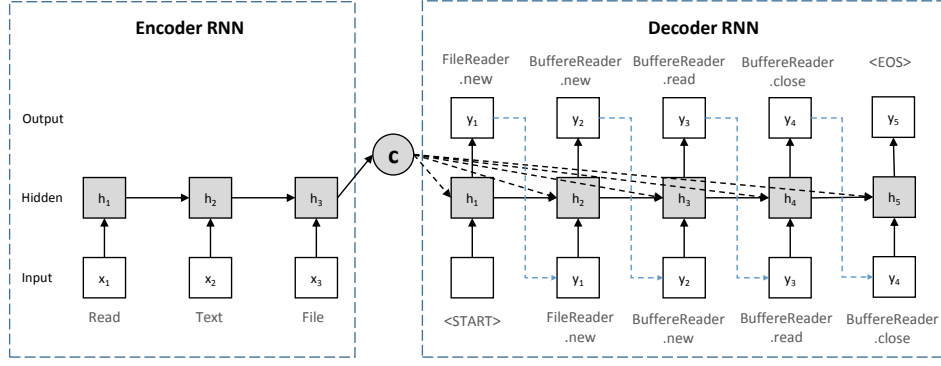 Encoder RNN
Decoder RNN
FileReader
.new
BuffereReader
.new
BuffereReader
.read
BuffereReader
.close
<EOS>
Output
y1
y2
y3
y4
y5
c
Hidden
h1
h2
h3
h1
h2
h3
h4
h5
Input
x1
x2
x3
y1
y2
y3
y4
Read
Text
File
<START>
FileReader
.new
BuffereReader
.new
BuffereReader
.read
BuffereReader
.close